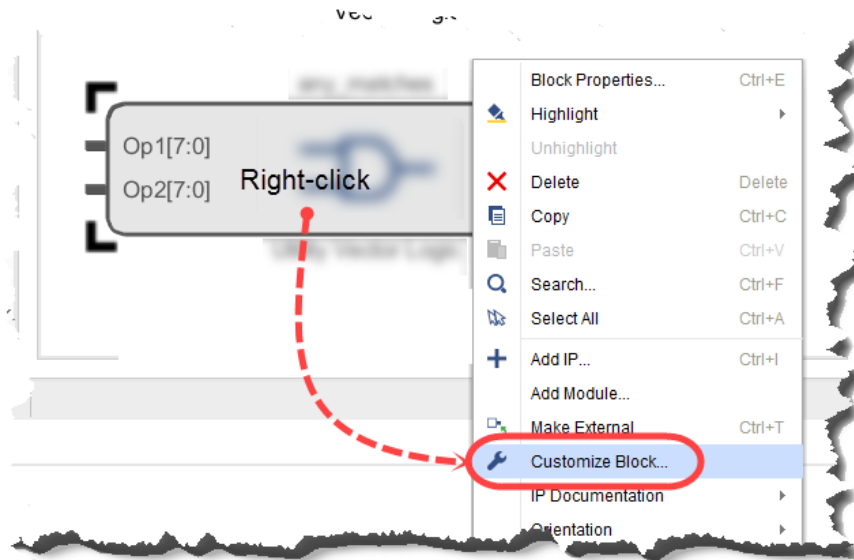 Op1[7:0]
Op2[7:0]
Right-click
Block Properties... Ctrl+E
Highlight
Unhighlight
Delete Delete
Copy Ctrl+C
Paste Ctrl+V
Search... Ctrl+F
Select All Ctrl+A
Add IP... Ctrl+I
Add Module...
Make External Ctrl+T
Customize Block...
IP Documentation
Orientation